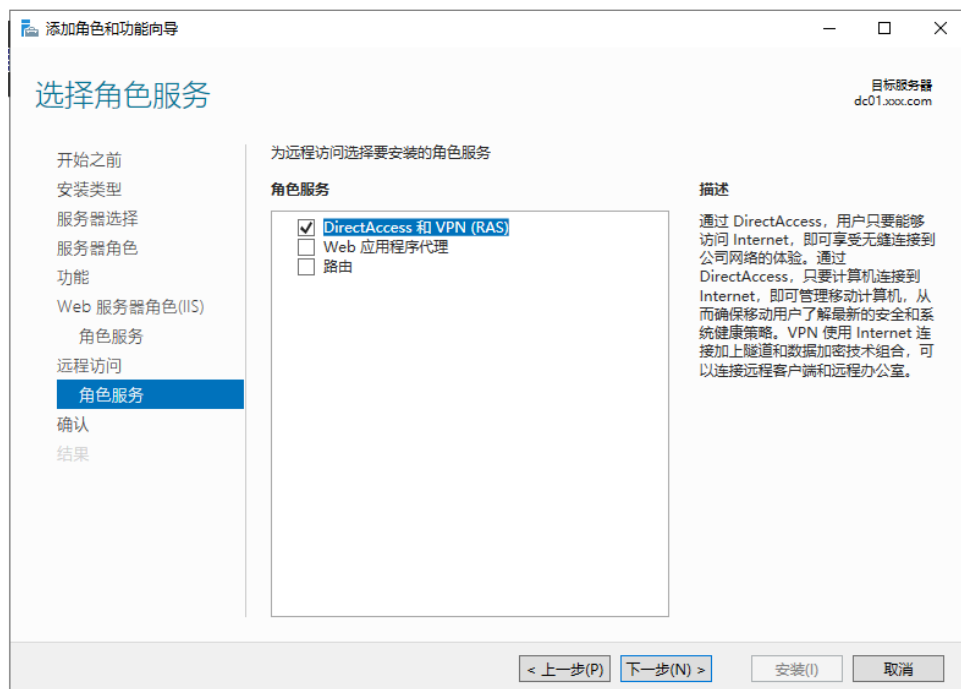 添加角色和功能向导
选择角色服务
目标服务器
dc01.xxx.com
开始之前
安装类型
服务器选择
服务器角色
功能
Web 服务器角色(IIS)
角色服务
远程访问
角色服务
确认
结果
为远程访问选择要安装的角色服务
角色服务
DirectAccess 和 VPN (RAS)
Web 应用程序代理
路由
描述
通过 DirectAccess，用户只要能够
访问 Internet，即可享受无缝连接到
公司网络的体验。通过
DirectAccess，只要计算机连接到
Internet，即可管理移动计算机，从
而确保移动用户了解最新的安全和系
统健康策略。VPN 使用 Internet 连
接加上隧道和数据加密技术组合，可
以连接远程客户端和远程办公室。
< 上一步(P)
下一步(N) >
安装(I)
取消